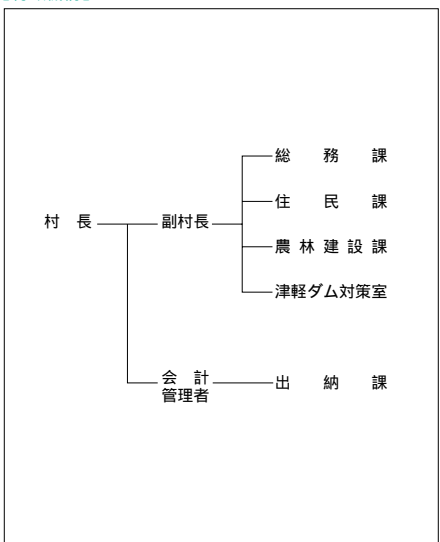 総務課
住民課
村長 副村長
農林建設課
津軽ダム対策室
会計
管理者
出納課